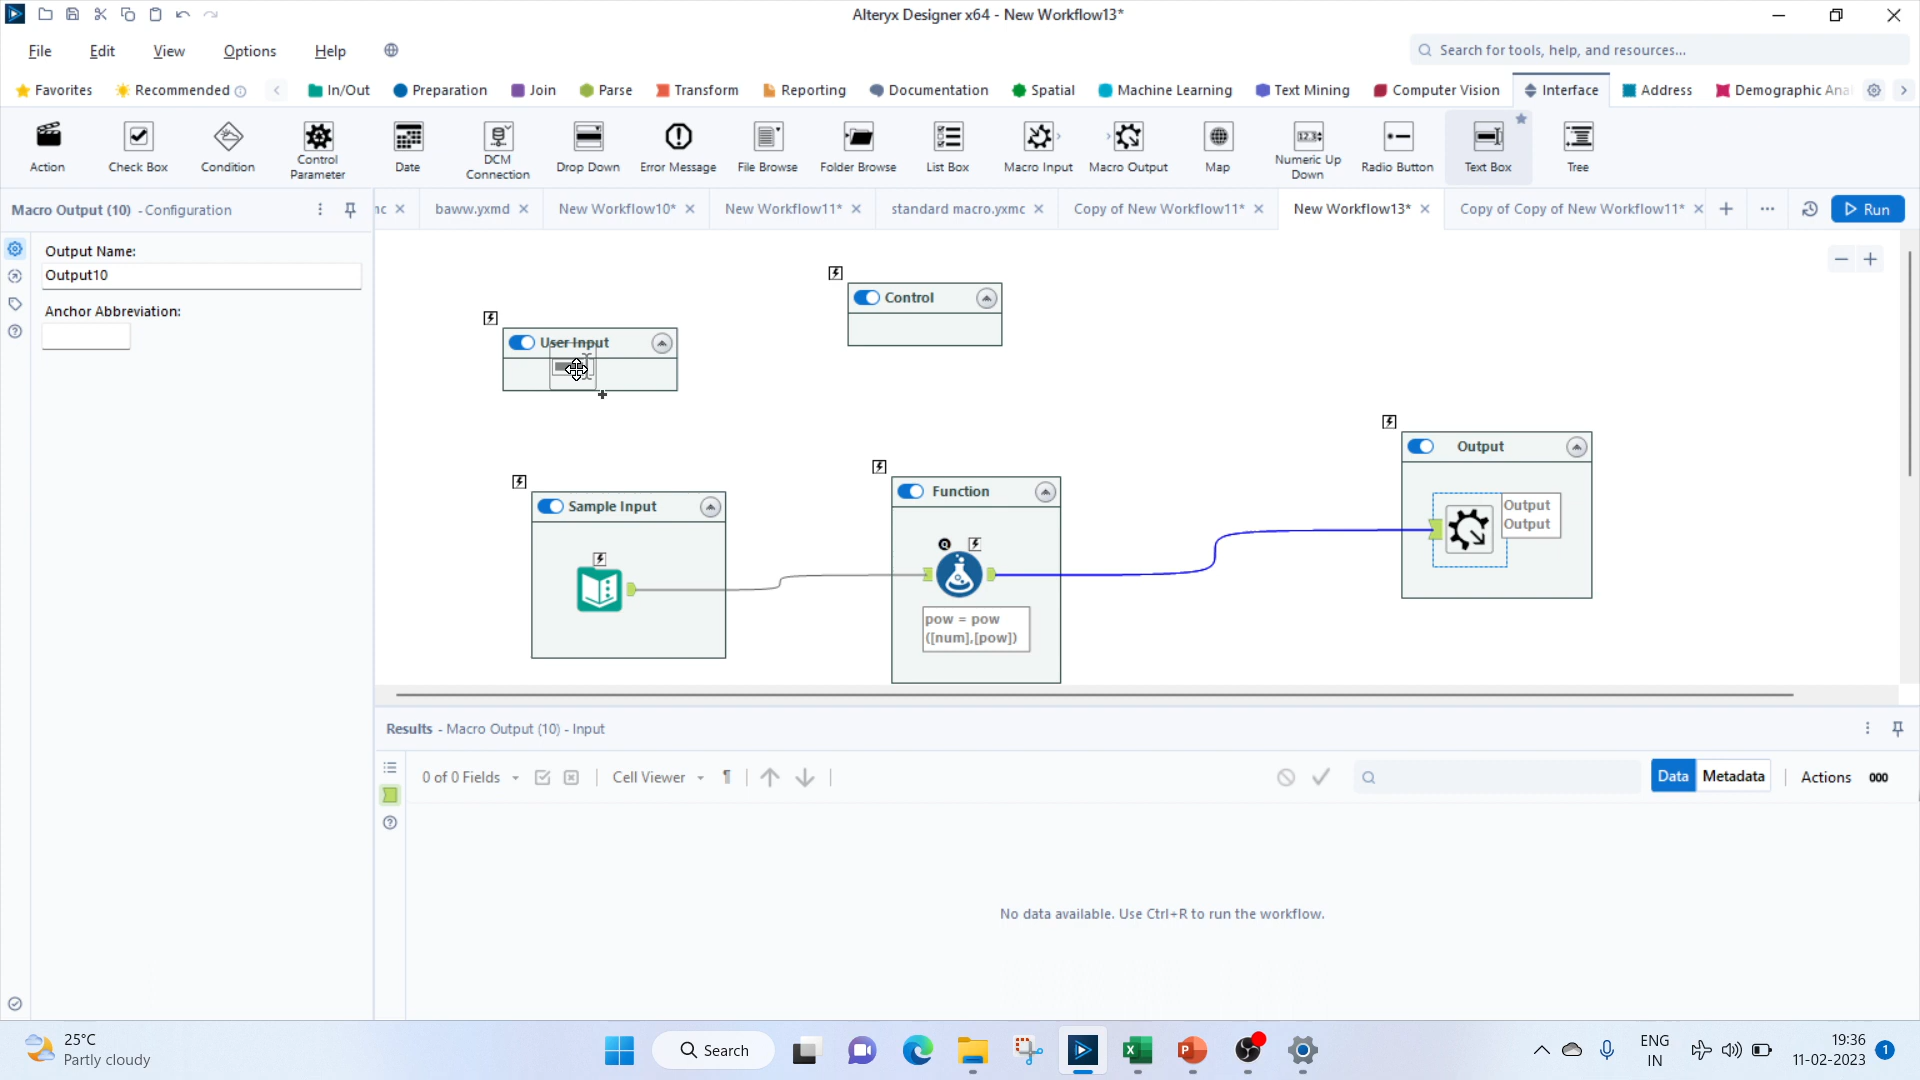 Alteryx Designer x64 - New Workflow13*
File Edit View Options Help
Search for tools, help, and resources...
Favorites Recommended In/Out Preparation Join Parse Transform Reporting Documentation Spatial Machine Learning Text Mining Computer Vision Interface Address Demographic Ana
Action Check Box Condition Control Parameter Date DCM Connection Drop Down Error Message File Browse Folder Browse List Box Macro Input Macro Output Map Numeric Up Down Radio Button Text Box Tree
Macro Output (10) - Configuration
nc baww.yxmd New Workflow10* New Workflow11* standard macro.yxmc Copy of New Workflow11* New Workflow13* Copy of Copy of New Workflow11* Run
Output Name:
Output10
Anchor Abbreviation:
Control
User Input
Output
Output
Output
Sample Input
Function
pow = pow
([num],[pow])
Results - Macro Output (10) - Input
0 of 0 Fields Cell Viewer Data Metadata Actions 000
No data available. Use Ctrl+R to run the workflow.
25°C
Partly cloudy
Search
ENG
IN
19:36
11-02-2023
1